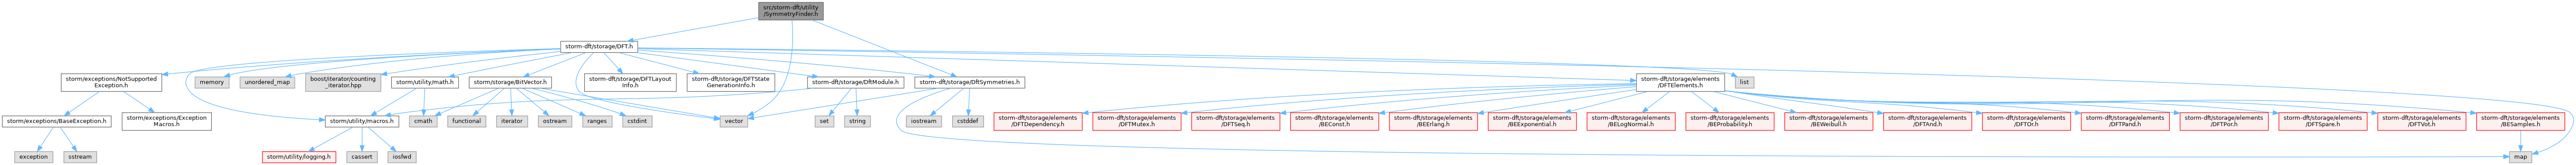 src/storm-dft/utility
/SymmetryFinder.h
storm-dft/storage/DFT.h
storm/exceptions/NotSupported
Exception.h
memory
unordered_map
boost/iterator/counting
_iterator.hpp
storm/utility/math.h
storm/storage/BitVector.h
storm-dft/storage/DFTLayout
Info.h
storm-dft/storage/DFTState
GenerationInfo.h
storm-dft/storage/DftModule.h
storm-dft/storage/DftSymmetries.h
storm-dft/storage/elements
/DFTElements.h
list
storm/exceptions/BaseException.h
storm/exceptions/Exception
Macros.h
storm/utility/macros.h
cmath
functional
iterator
ostream
ranges
cstdint
vector
set
string
iostream
cstddef
storm-dft/storage/elements
/DFTDependency.h
storm-dft/storage/elements
/DFTMutex.h
storm-dft/storage/elements
/DFTSeq.h
storm-dft/storage/elements
/BEConst.h
storm-dft/storage/elements
/BEErlang.h
storm-dft/storage/elements
/BEExponential.h
storm-dft/storage/elements
/BELogNormal.h
storm-dft/storage/elements
/BEProbability.h
storm-dft/storage/elements
/BEWeibull.h
storm-dft/storage/elements
/DFTAnd.h
storm-dft/storage/elements
/DFTOr.h
storm-dft/storage/elements
/DFTPand.h
storm-dft/storage/elements
/DFTPor.h
storm-dft/storage/elements
/DFTSpare.h
storm-dft/storage/elements
/DFTVot.h
storm-dft/storage/elements
/BESamples.h
exception
sstream
storm/utility/logging.h
cassert
iosfwd
map